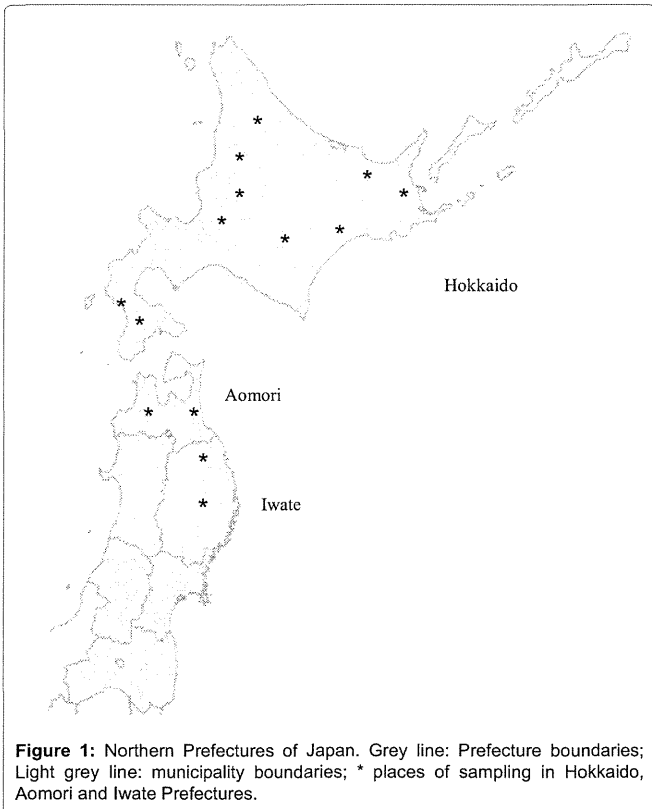 Hokkaido
Aomori
Iwate
Figure 1: Northern Prefectures of Japan. Grey line: Prefecture boundaries;
Light grey line: municipality boundaries; * places of sampling in Hokkaido,
Aomori and Iwate Prefectures.